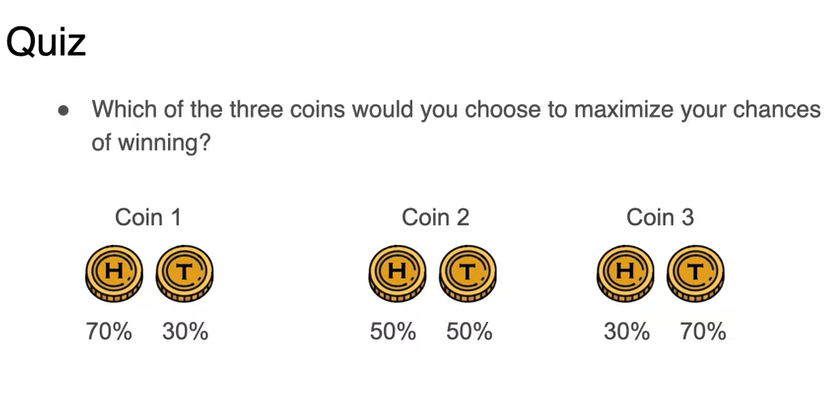 Quiz
● Which of the three coins would you choose to maximize your chances
of winning?
Coin 1 Coin 2 Coin 3
H T H T H T
70% 30% 50% 50% 30% 70%